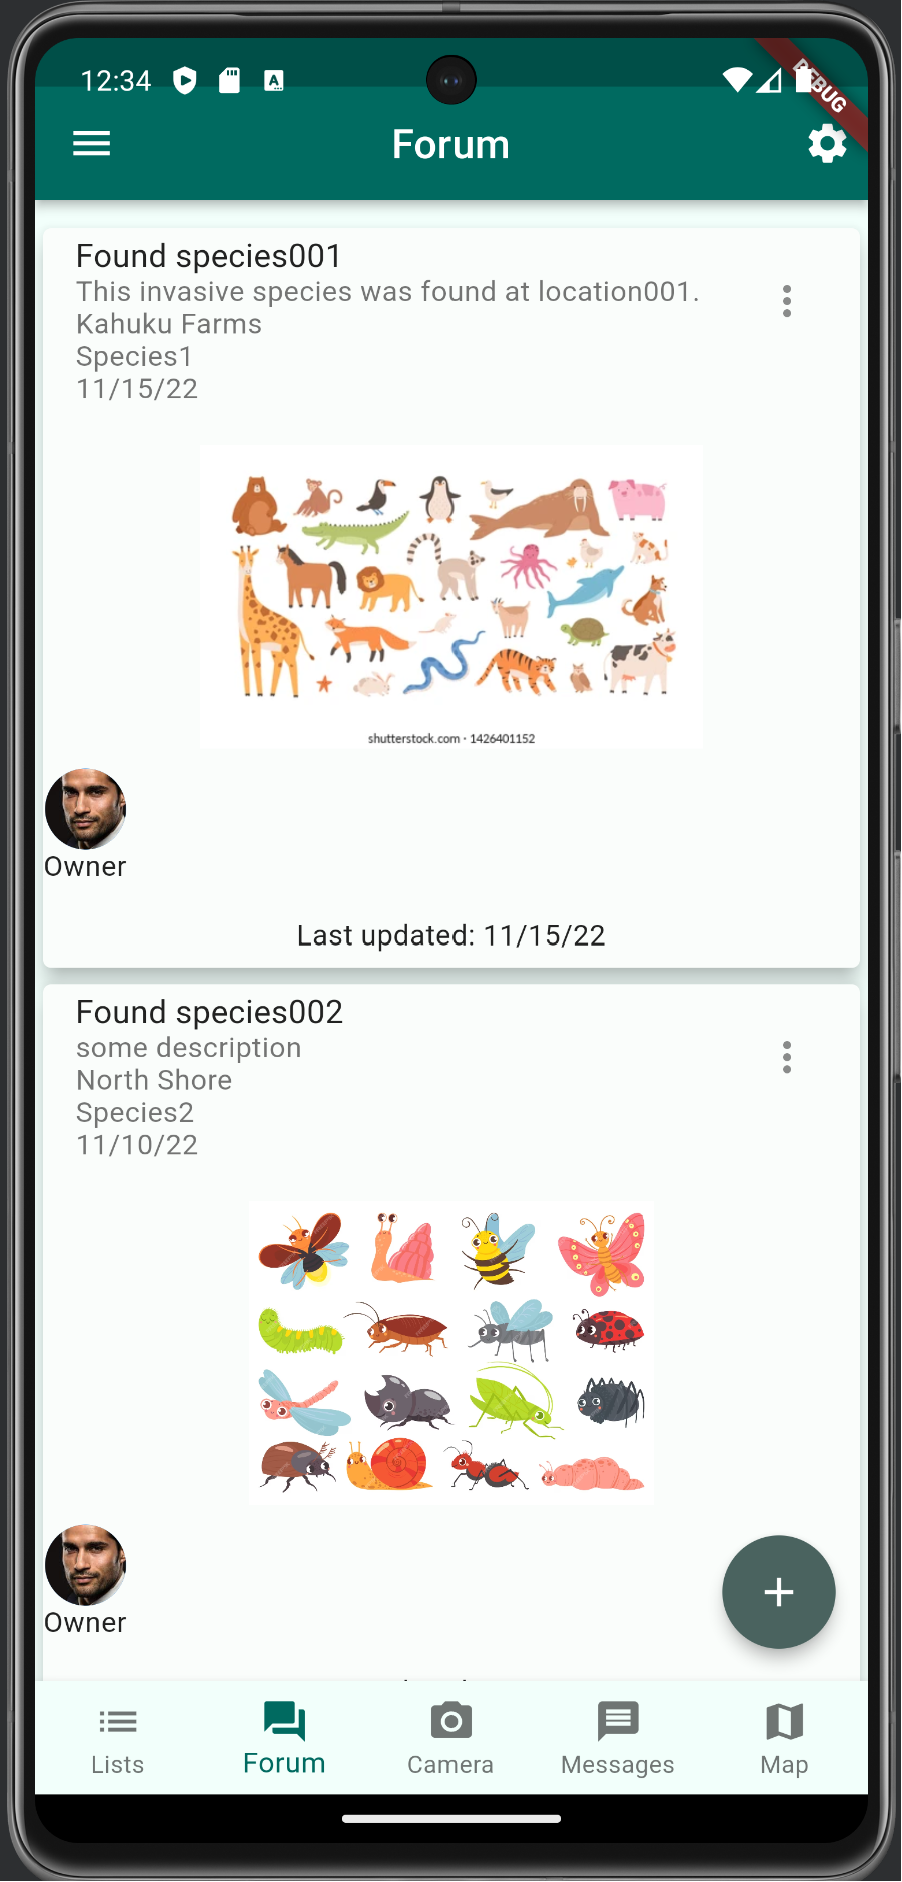 12:34
A
DEBUG
Forum
Found species001
This invasive species was found at location001.
Kahuku Farms
Species1
11/15/22
shutterstock.com · 1426401152
Owner
Last updated: 11/15/22
Found species002
some description
North Shore
Species2
11/10/22
Owner
Lists
Forum
Camera
Messages
Map